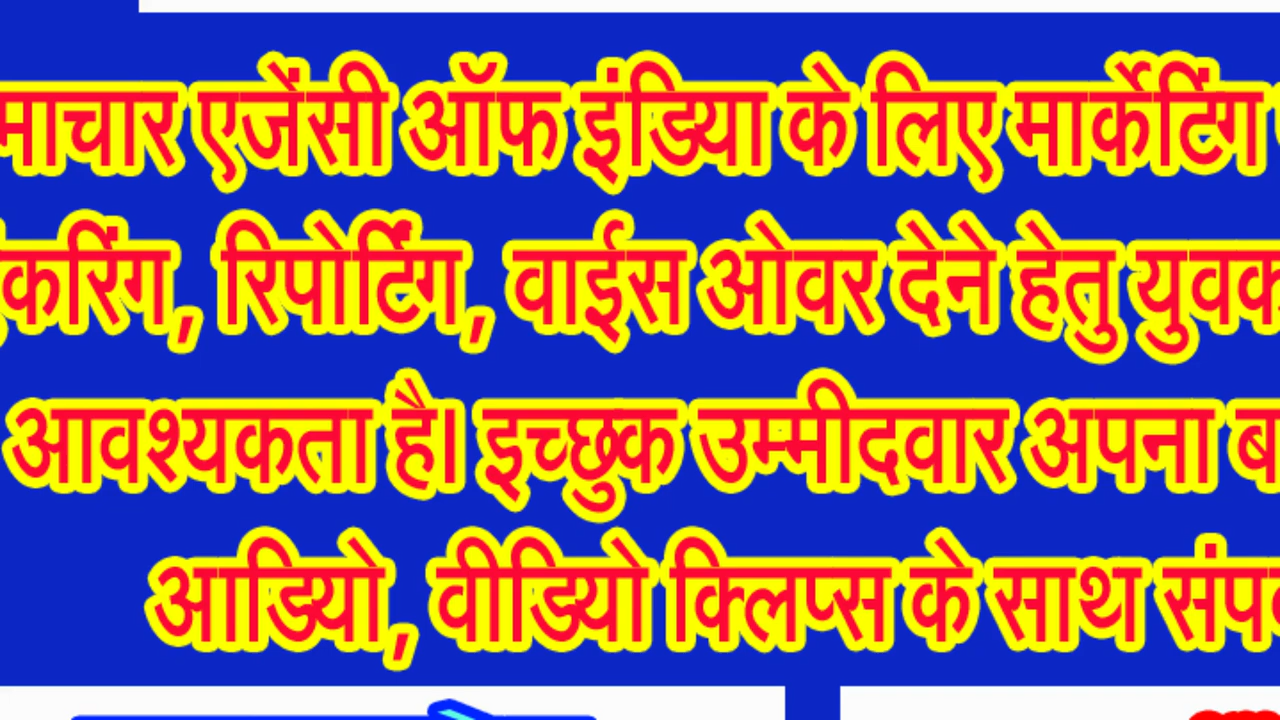 माचार एजेंसी ऑफ इंडिया के लिए मार्केटिंग
करिंग, रिपोर्टिंग, वाईस ओवर देने हेतु युवक
आवश्यकता है। इच्छुक उम्मीदवार अपना
आडियो, वीडियो क्लिप्स के साथ